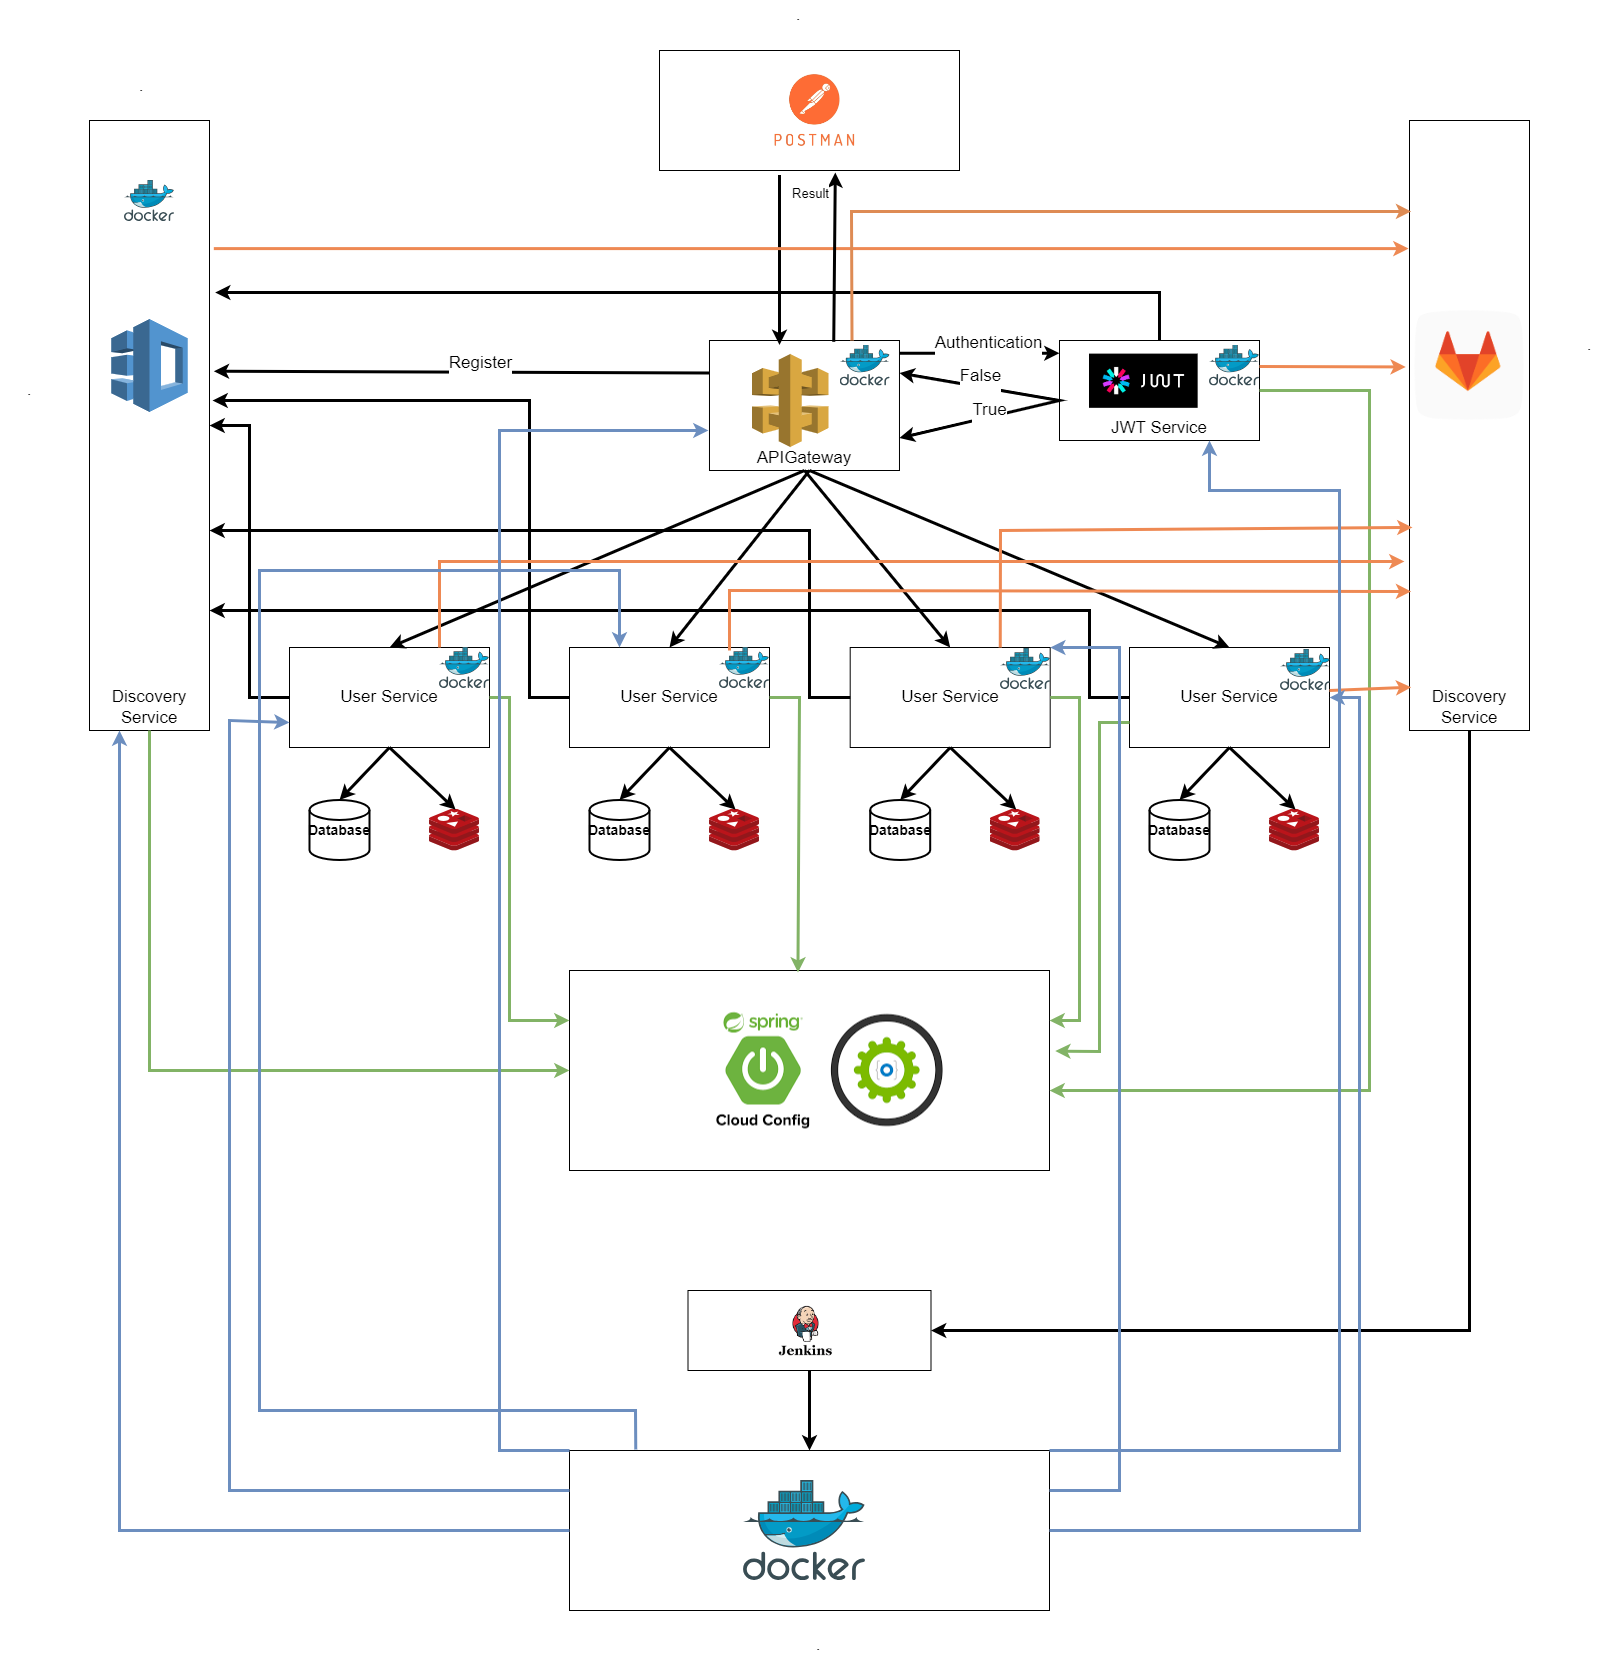 POSTMAN
docker
Result
Register
docker
APIGateway
Authentication
False
True
JWT
docker
JWT Service
Discovery
Service
docker
User Service
docker
User Service
docker
User Service
docker
User Service
Discovery
Service
Database
Database
Database
Database
spring
Cloud Config
Jenkins
docker